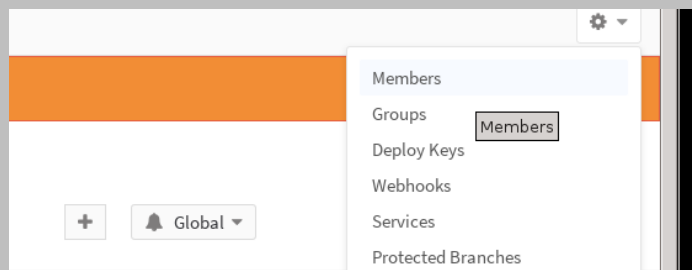 Members
Groups
Members
Deploy Keys
Webhooks
Global
Services
Protected Branches